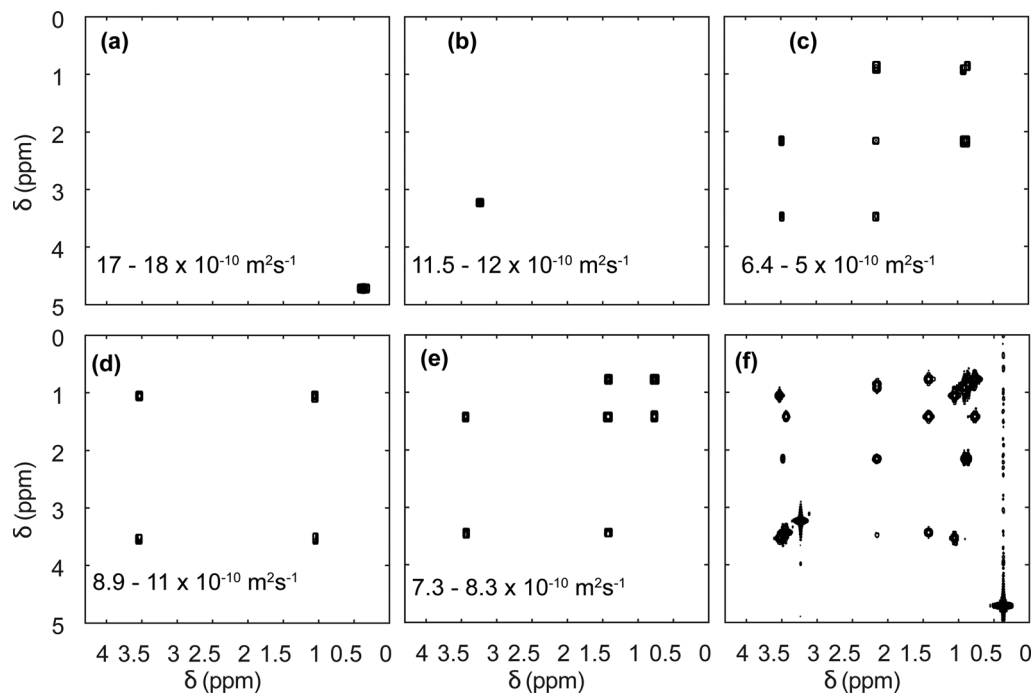 (a)
(b)
(c)
0
1
2
3
4
5
δ (ppm)
17 - 18 x 10⁻¹⁰ m²s⁻¹
11.5 - 12 x 10⁻¹⁰ m²s⁻¹
6.4 - 5 x 10⁻¹⁰ m²s⁻¹
(d)
(e)
(f)
0
1
2
3
4
5
δ (ppm)
8.9 - 11 x 10⁻¹⁰ m²s⁻¹
7.3 - 8.3 x 10⁻¹⁰ m²s⁻¹
4 3.5 3 2.5 2 1.5 1 0.5 0
4 3.5 3 2.5 2 1.5 1 0.5 0
4 3.5 3 2.5 2 1.5 1 0.5 0
δ (ppm)
δ (ppm)
δ (ppm)